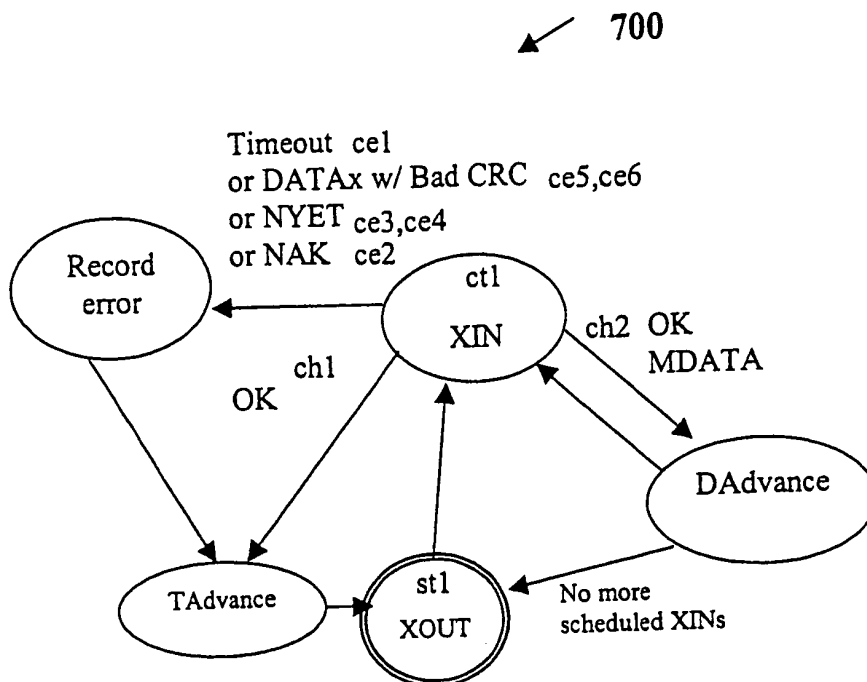 700
Timeout ce1
or DATAx w/ Bad CRC ce5,ce6
or NYET ce3,ce4
or NAK ce2
Record
error
ct1
XIN
ch2 OK
MDATA
ch1
OK
DAdvance
TAdvance
st1
XOUT
No more
scheduled XINs